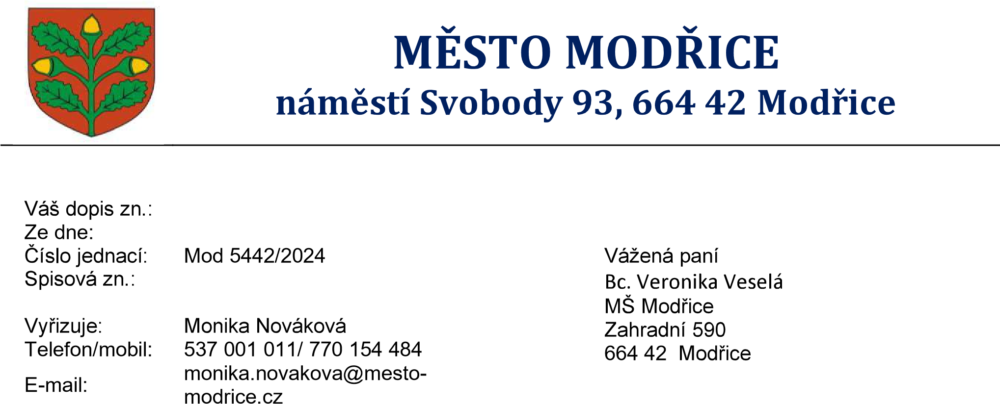 MĚSTO MODŘICE
náměstí Svobody 93, 664 42 Modřice
Váš dopis zn.:
Ze dne:
Číslo jednací: Mod 5442/2024
Spisová zn.:
Vyřizuje: Monika Nováková
Telefon/mobil: 537 001 011/ 770 154 484
E-mail: monika.novakova@mesto-
modrice.cz
Vážená paní
Bc. Veronika Veselá
MŠ Modřice
Zahradní 590
664 42  Modřice